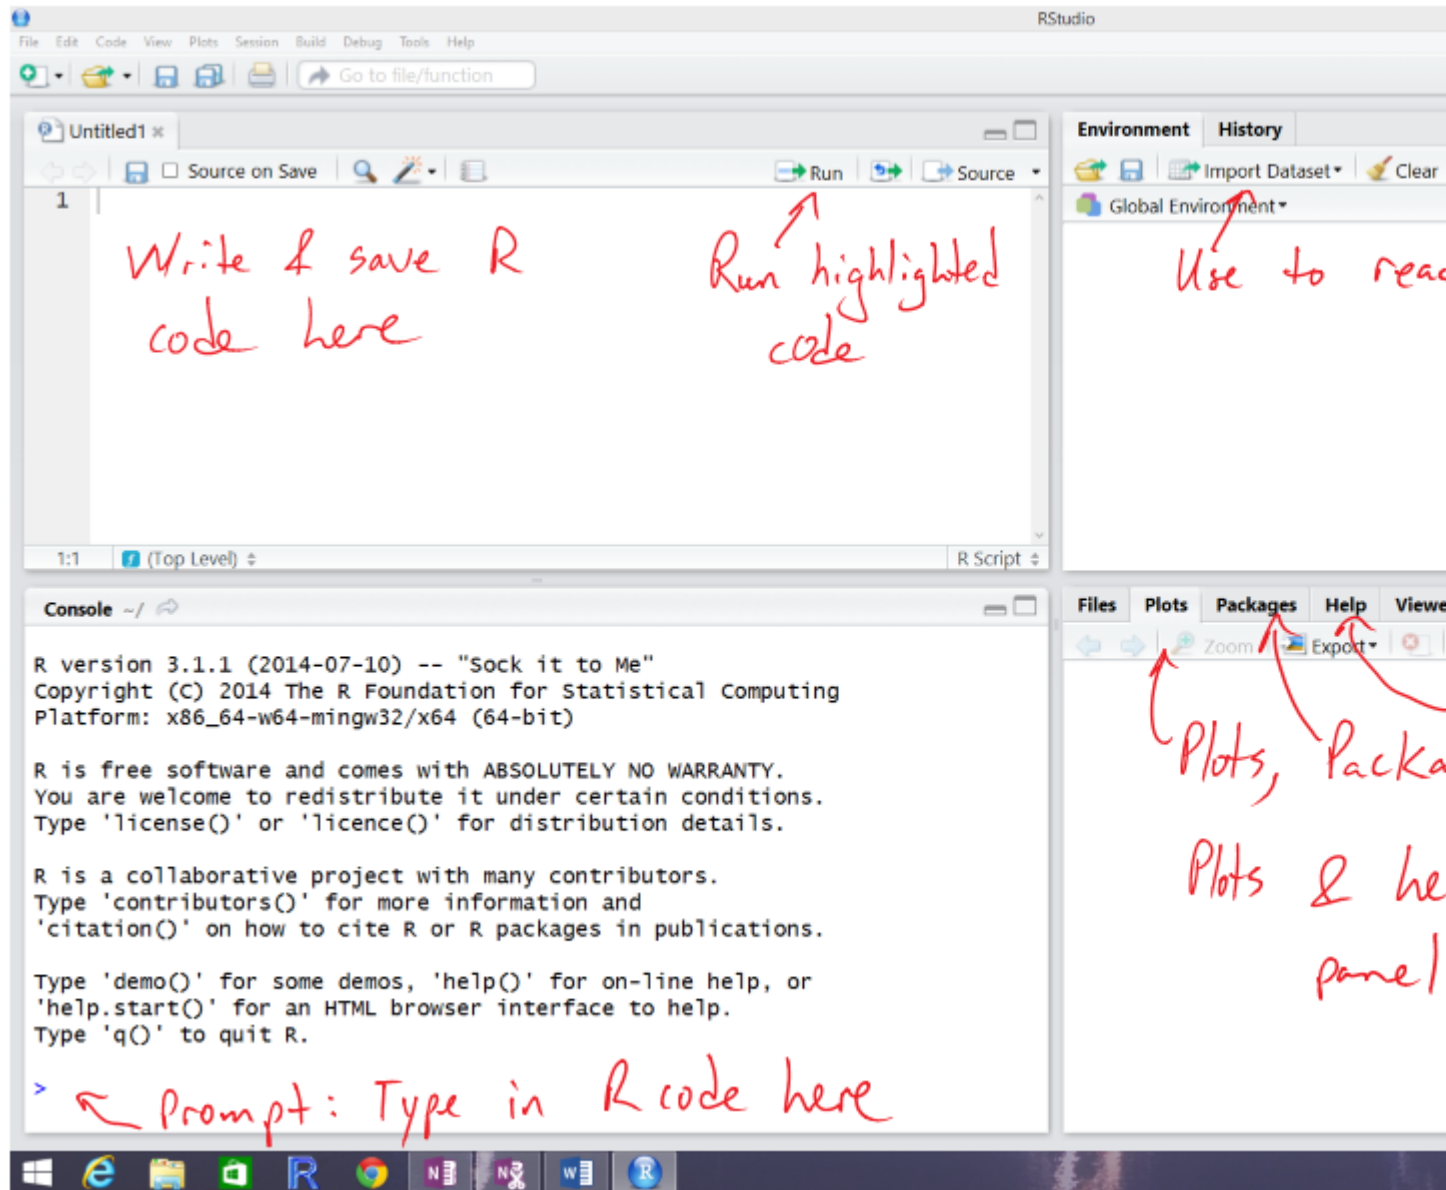 RStudio
File Edit Code View Plots Session Build Debug Tools Help
Go to file/function
Untitled1
Source on Save Run Source
1
Write & save R
code here
Run highlighted
code
1:1 (Top Level) R Script
Environment History
Import Dataset Clear
Global Environment
Use to read
Console ~/
R version 3.1.1 (2014-07-10) -- "Sock it to Me"
Copyright (C) 2014 The R Foundation for Statistical Computing
Platform: x86_64-w64-mingw32/x64 (64-bit)
R is free software and comes with ABSOLUTELY NO WARRANTY.
You are welcome to redistribute it under certain conditions.
Type 'license()' or 'licence()' for distribution details.
R is a collaborative project with many contributors.
Type 'contributors()' for more information and
'citation()' on how to cite R or R packages in publications.
Type 'demo()' for some demos, 'help()' for on-line help, or
'help.start()' for an HTML browser interface to help.
Type 'q()' to quit R.
>
Prompt: Type in R code here
Files Plots Packages Help Viewe
Zoom Export
Plots, Packa
Plots & he
panel